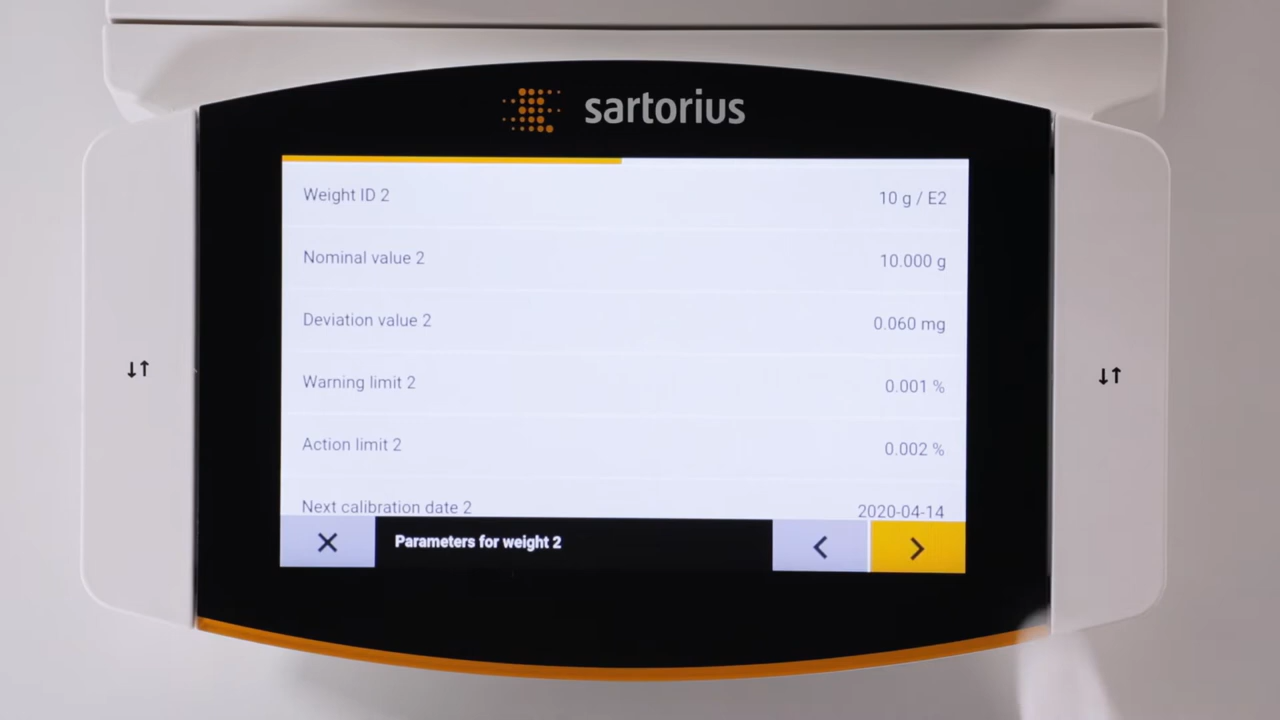 sartorius
Weight ID 2 10 g / E2
Nominal value 2 10.000 g
Deviation value 2 0.060 mg
Warning limit 2 0.001 %
Action limit 2 0.002 %
Next calibration date 2 2020-04-14
Parameters for weight 2